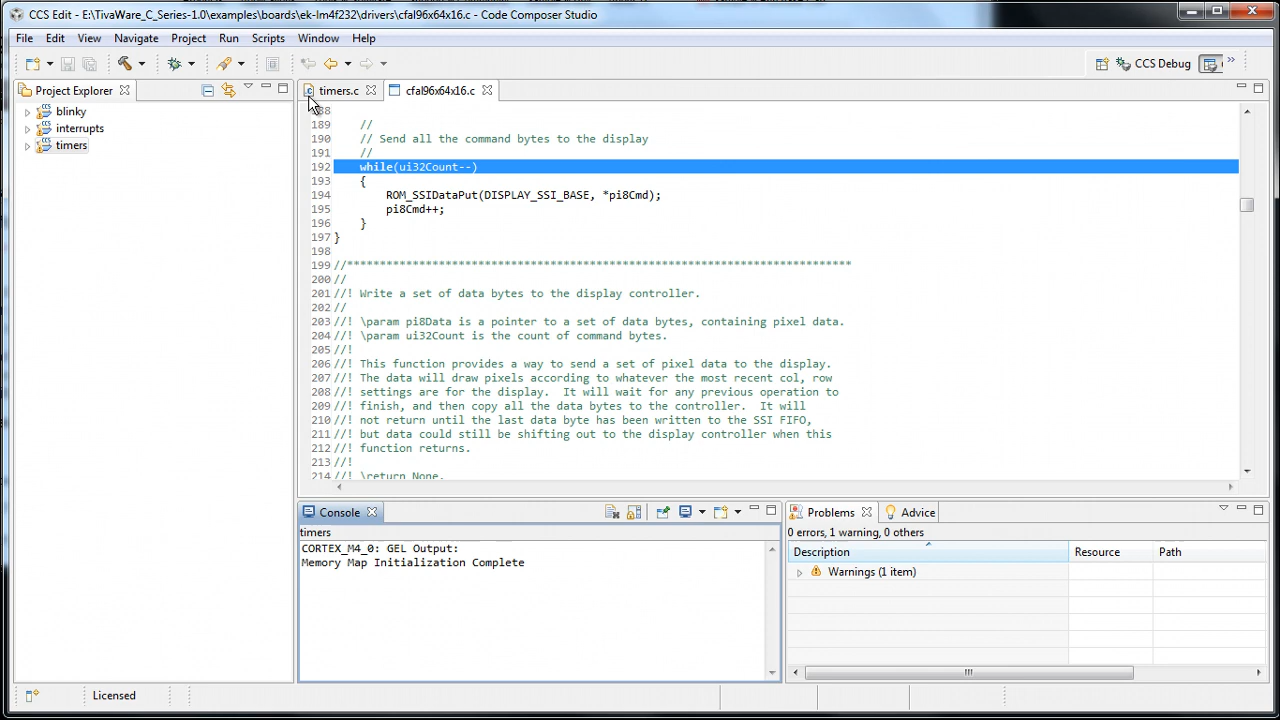 CCS Edit - E:\TivaWare_C_Series-1.0\examples\boards\ek-lm4f232\drivers\cfal96x64x16.c - Code Composer Studio
File Edit View Navigate Project Run Scripts Window Help
CCS Debug
Project Explorer
timers.c
cfal96x64x16.c
blinky
interrupts
timers
188
189 //
190 // Send all the command bytes to the display
191 //
192 while(ui32Count--)
193 {
194 ROM_SSIDataPut(DISPLAY_SSI_BASE, *pi8Cmd);
195 pi8Cmd++;
196 }
197 }
198
199 //*****************************************************************************
200 //
201 //! Write a set of data bytes to the display controller.
202 //
203 //! \param pi8Data is a pointer to a set of data bytes, containing pixel data.
204 //! \param ui32Count is the count of command bytes.
205 //!
206 //! This function provides a way to send a set of pixel data to the display.
207 //! The data will draw pixels according to whatever the most recent col, row
208 //! settings are for the display.  It will wait for any previous operation to
209 //! finish, and then copy all the data bytes to the controller.  It will
210 //! not return until the last data byte has been written to the SSI FIFO,
211 //! but data could still be shifting out to the display controller when this
212 //! function returns.
213 //!
214 //! \return None.
Console
timers
CORTEX_M4_0: GEL Output:
Memory Map Initialization Complete
Problems
Advice
0 errors, 1 warning, 0 others
Description Resource Path
Warnings (1 item)
Licensed